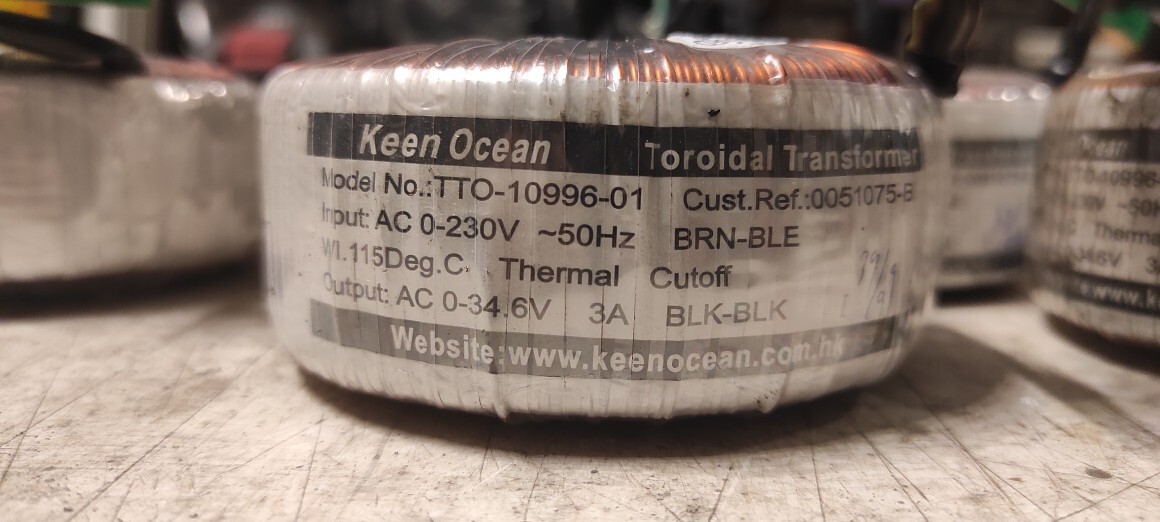 Keen Ocean Toroidal Transformer
Model No.:TTO-10996-01 Cust.Ref.:0051075-B
Input: AC 0-230V ~50Hz BRN-BLE
WI.115Deg.C. Thermal Cutoff
Output: AC 0-34.6V 3A BLK-BLK
Website:www.keenocean.com.hk